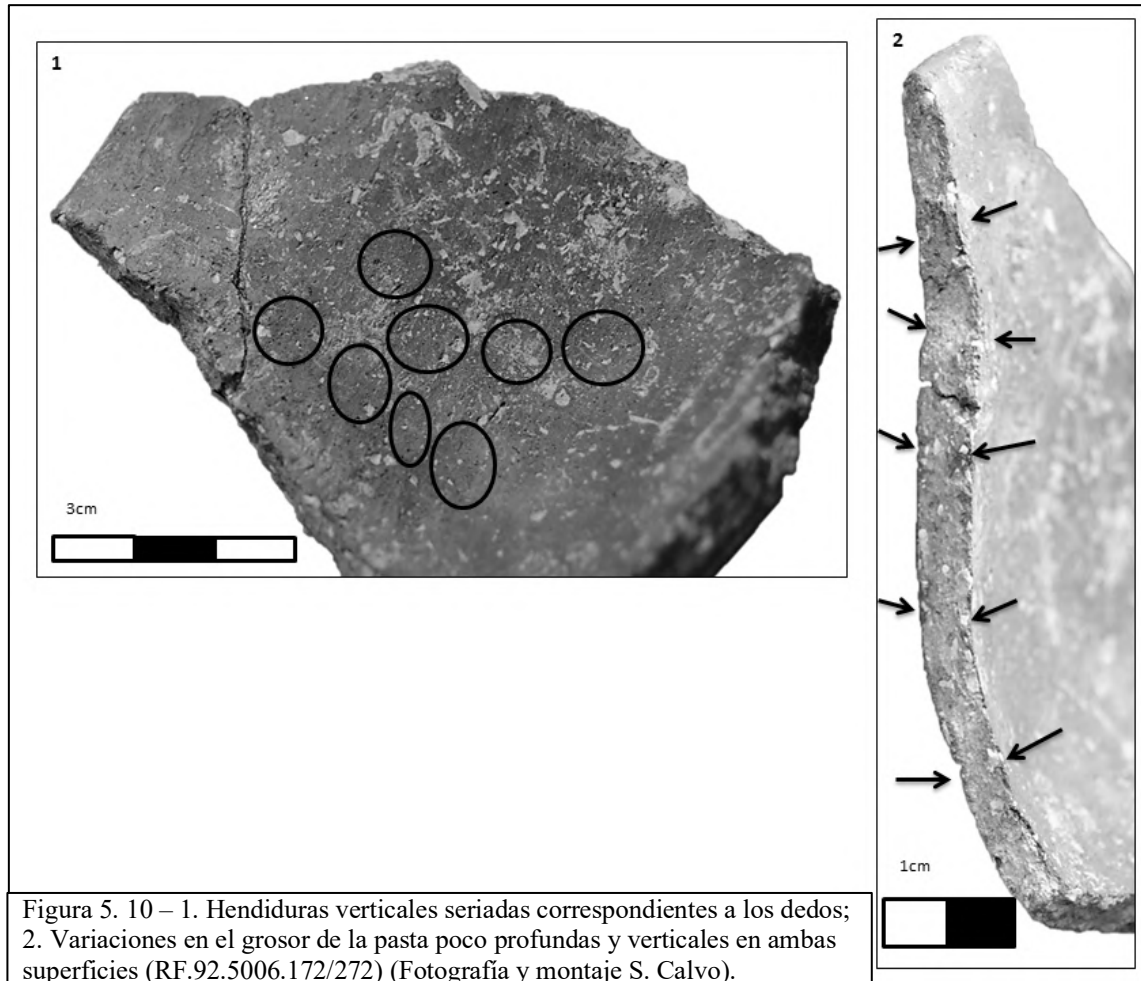 1
3cm
2
1cm
Figura 5. 10 – 1. Hendiduras verticales seriadas correspondientes a los dedos;
2. Variaciones en el grosor de la pasta poco profundas y verticales en ambas
superficies (RF.92.5006.172/272) (Fotografía y montaje S. Calvo).